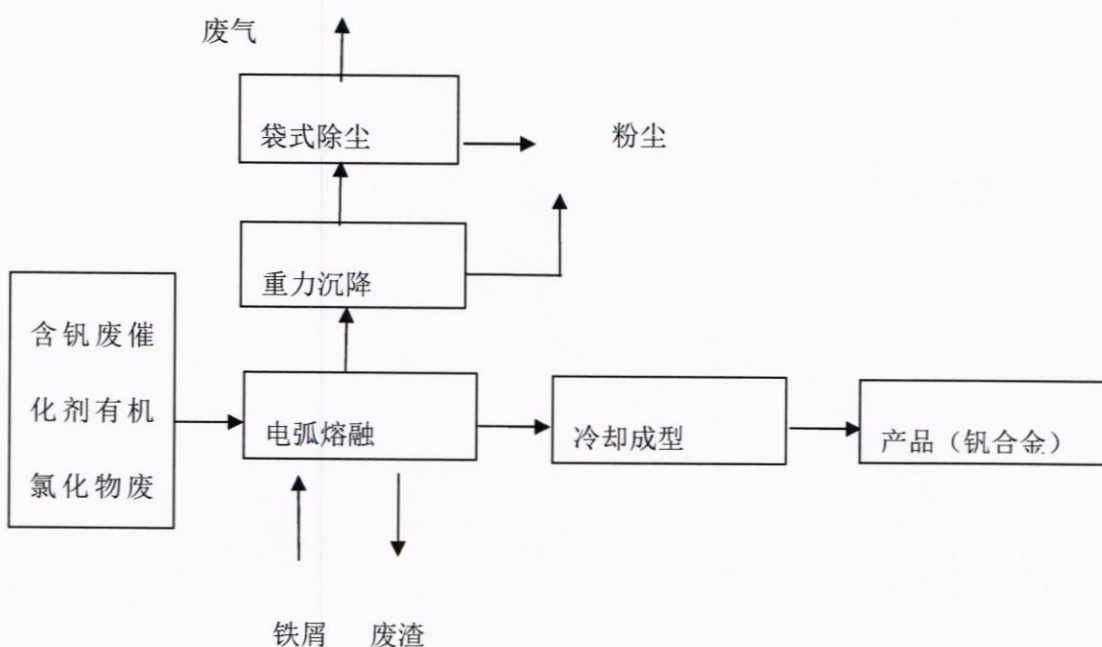 废气
袋式除尘
粉尘
重力沉降
含钒废催
化剂有机
氯化物废
电弧熔融
冷却成型
产品（钒合金）
铁屑
废渣